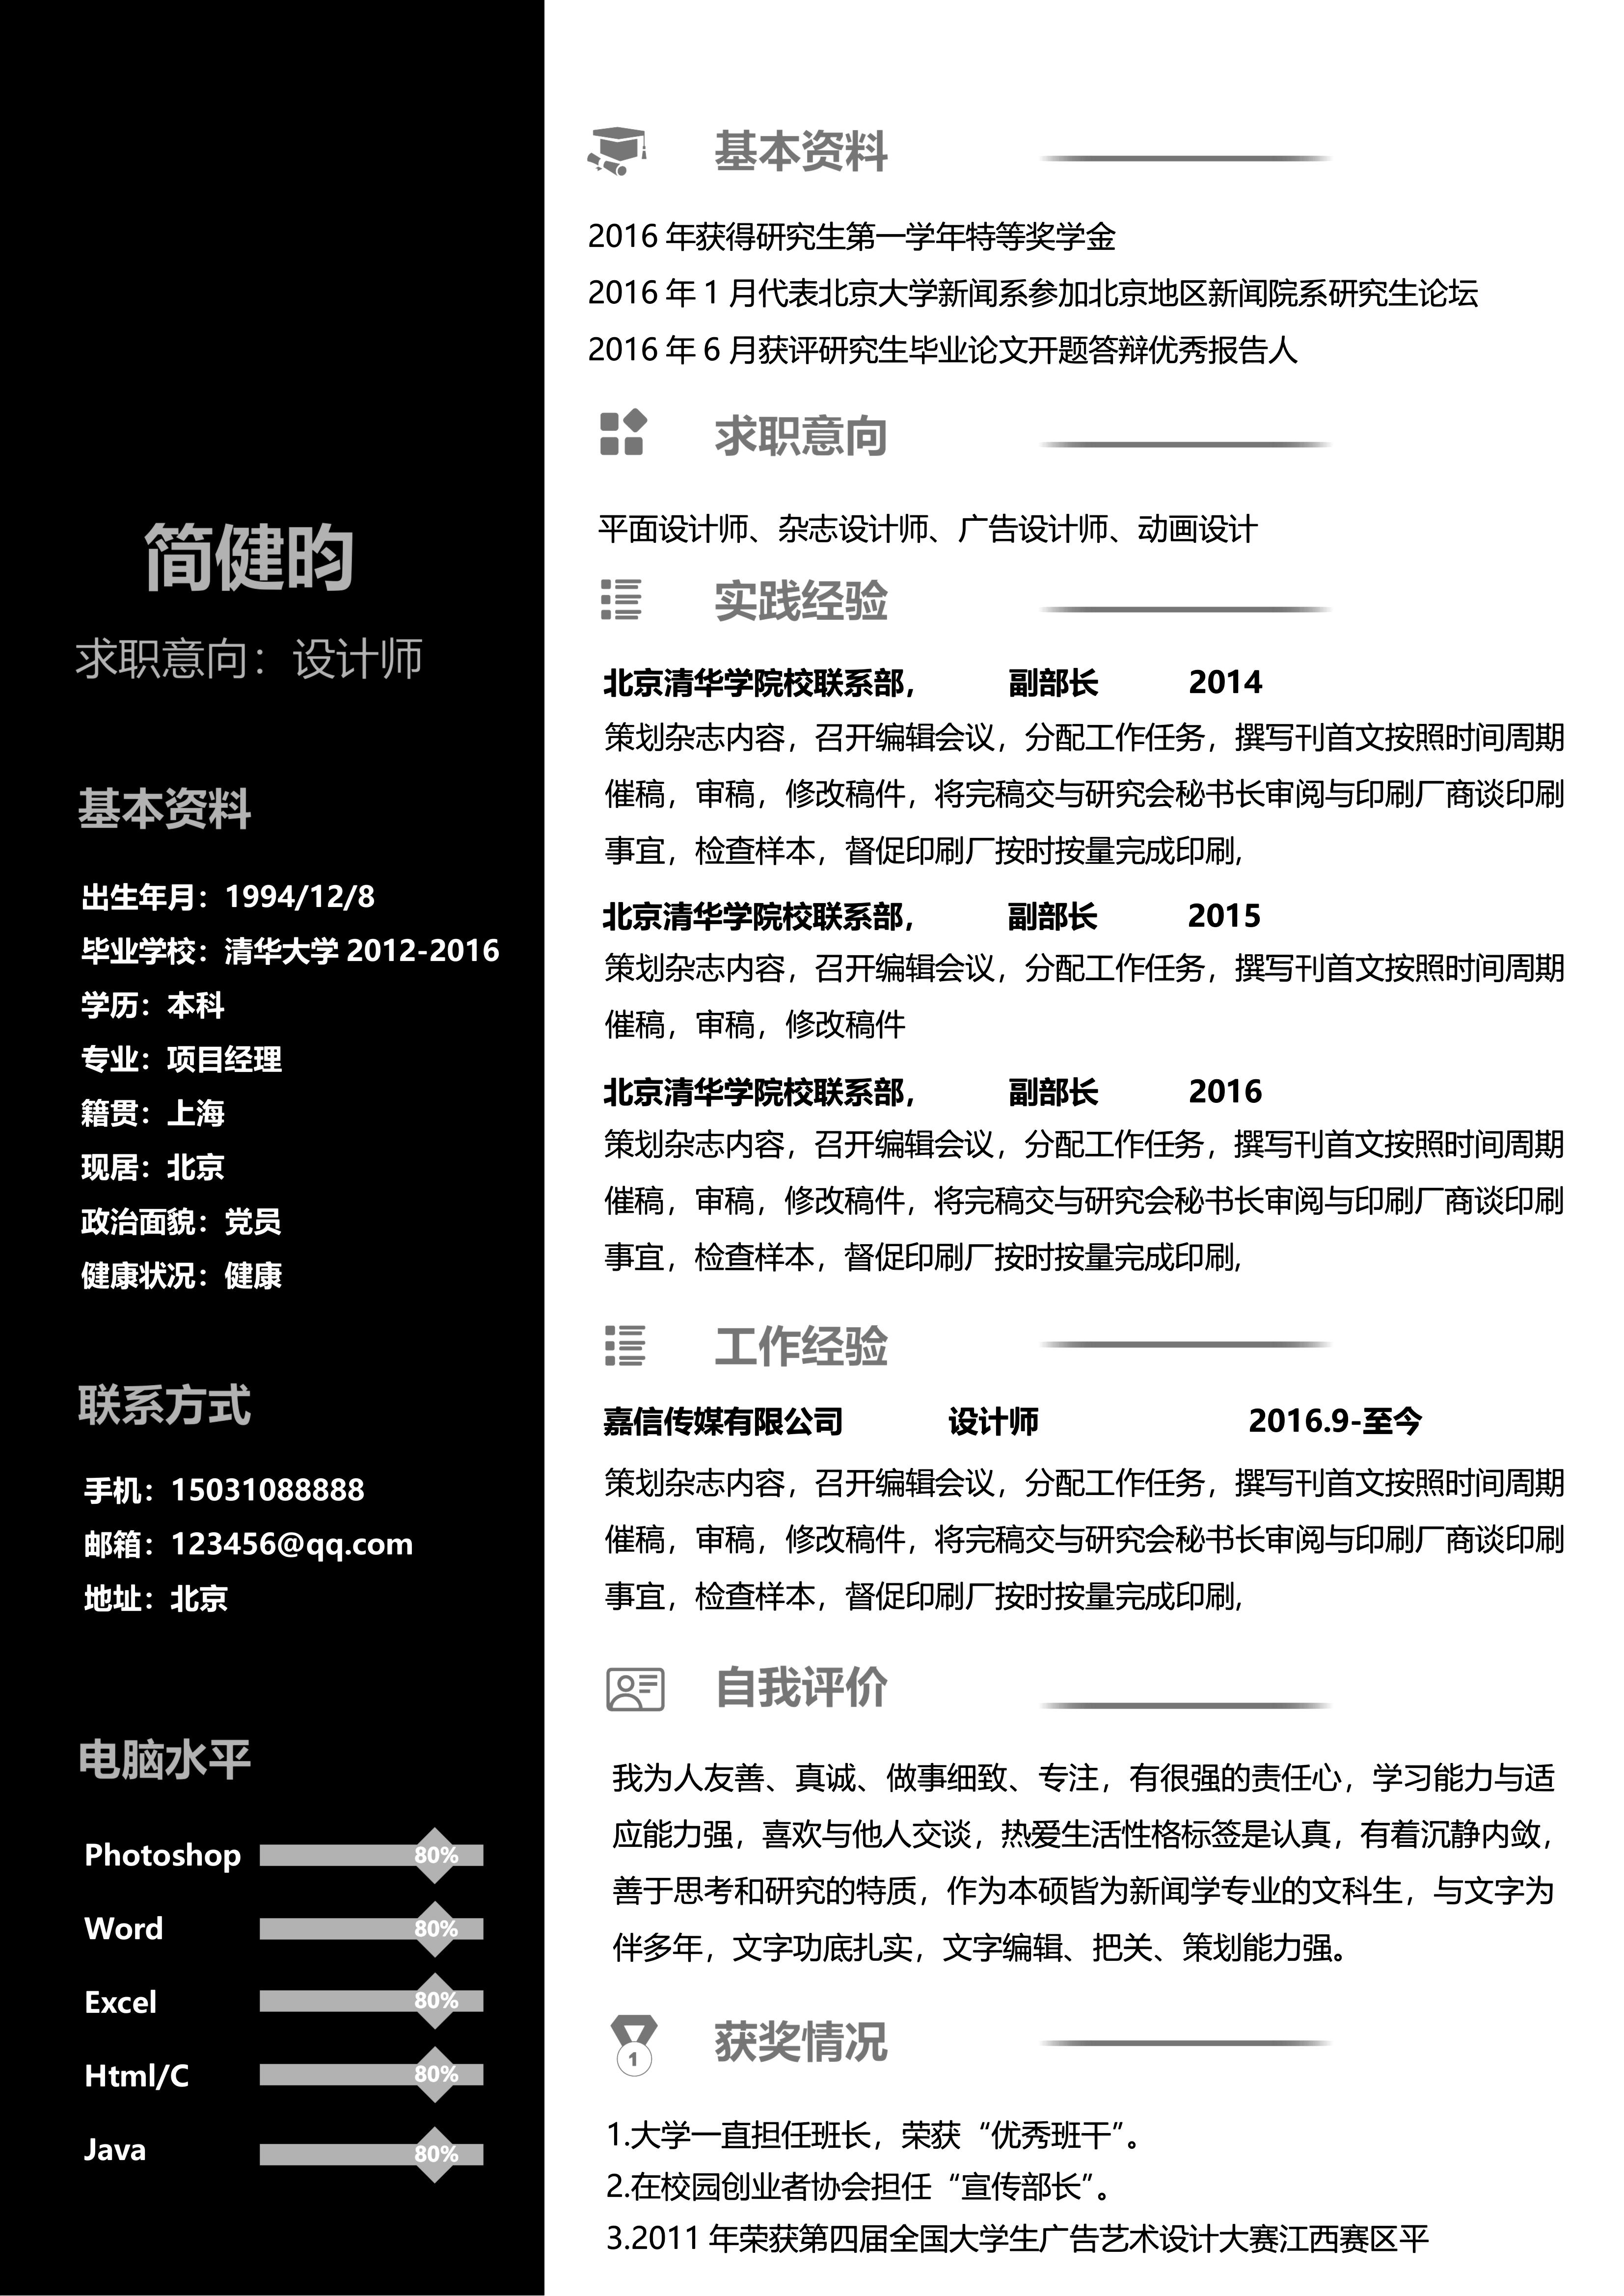 简健昀
求职意向：设计师
基本资料
出生年月：1994/12/8
毕业学校：清华大学 2012-2016
学历：本科
专业：项目经理
籍贯：上海
现居：北京
政治面貌：党员
健康状况：健康
联系方式
手机：15031088888
邮箱：123456@qq.com
地址：北京
电脑水平
Photoshop 80%
Word 80%
Excel 80%
Html/C 80%
Java 80%
基本资料
2016 年获得研究生第一学年特等奖学金
2016 年 1 月代表北京大学新闻系参加北京地区新闻院系研究生论坛
2016 年 6 月获评研究生毕业论文开题答辩优秀报告人
求职意向
平面设计师、杂志设计师、广告设计师、动画设计
实践经验
北京清华学院校联系部， 副部长 2014
策划杂志内容，召开编辑会议，分配工作任务，撰写刊首文按照时间周期
催稿，审稿，修改稿件，将完稿交与研究会秘书长审阅与印刷厂商谈印刷
事宜，检查样本，督促印刷厂按时按量完成印刷,
北京清华学院校联系部， 副部长 2015
策划杂志内容，召开编辑会议，分配工作任务，撰写刊首文按照时间周期
催稿，审稿，修改稿件
北京清华学院校联系部， 副部长 2016
策划杂志内容，召开编辑会议，分配工作任务，撰写刊首文按照时间周期
催稿，审稿，修改稿件，将完稿交与研究会秘书长审阅与印刷厂商谈印刷
事宜，检查样本，督促印刷厂按时按量完成印刷,
工作经验
嘉信传媒有限公司 设计师 2016.9-至今
策划杂志内容，召开编辑会议，分配工作任务，撰写刊首文按照时间周期
催稿，审稿，修改稿件，将完稿交与研究会秘书长审阅与印刷厂商谈印刷
事宜，检查样本，督促印刷厂按时按量完成印刷,
自我评价
我为人友善、真诚、做事细致、专注，有很强的责任心，学习能力与适
应能力强，喜欢与他人交谈，热爱生活性格标签是认真，有着沉静内敛，
善于思考和研究的特质，作为本硕皆为新闻学专业的文科生，与文字为
伴多年，文字功底扎实，文字编辑、把关、策划能力强。
1 获奖情况
1.大学一直担任班长，荣获“优秀班干”。
2.在校园创业者协会担任“宣传部长”。
3.2011 年荣获第四届全国大学生广告艺术设计大赛江西赛区平